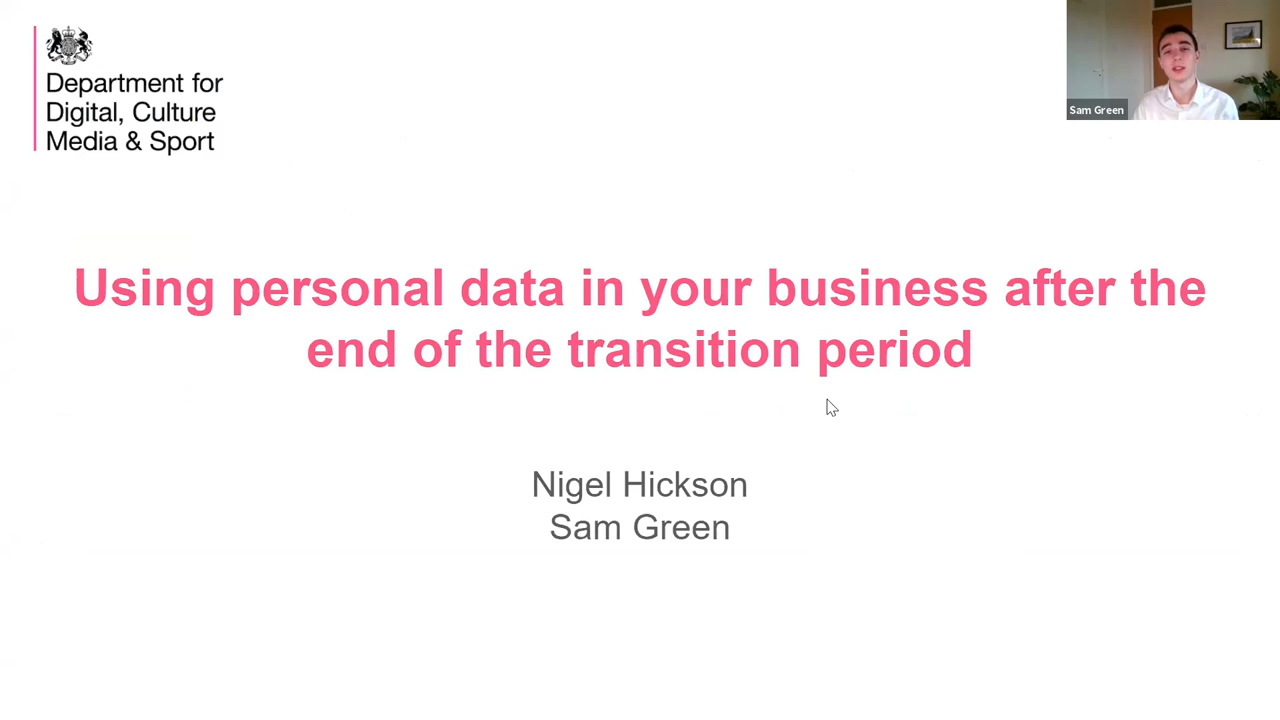 Department for
Digital, Culture
Media & Sport
Sam Green
Using personal data in your business after the
end of the transition period
Nigel Hickson
Sam Green